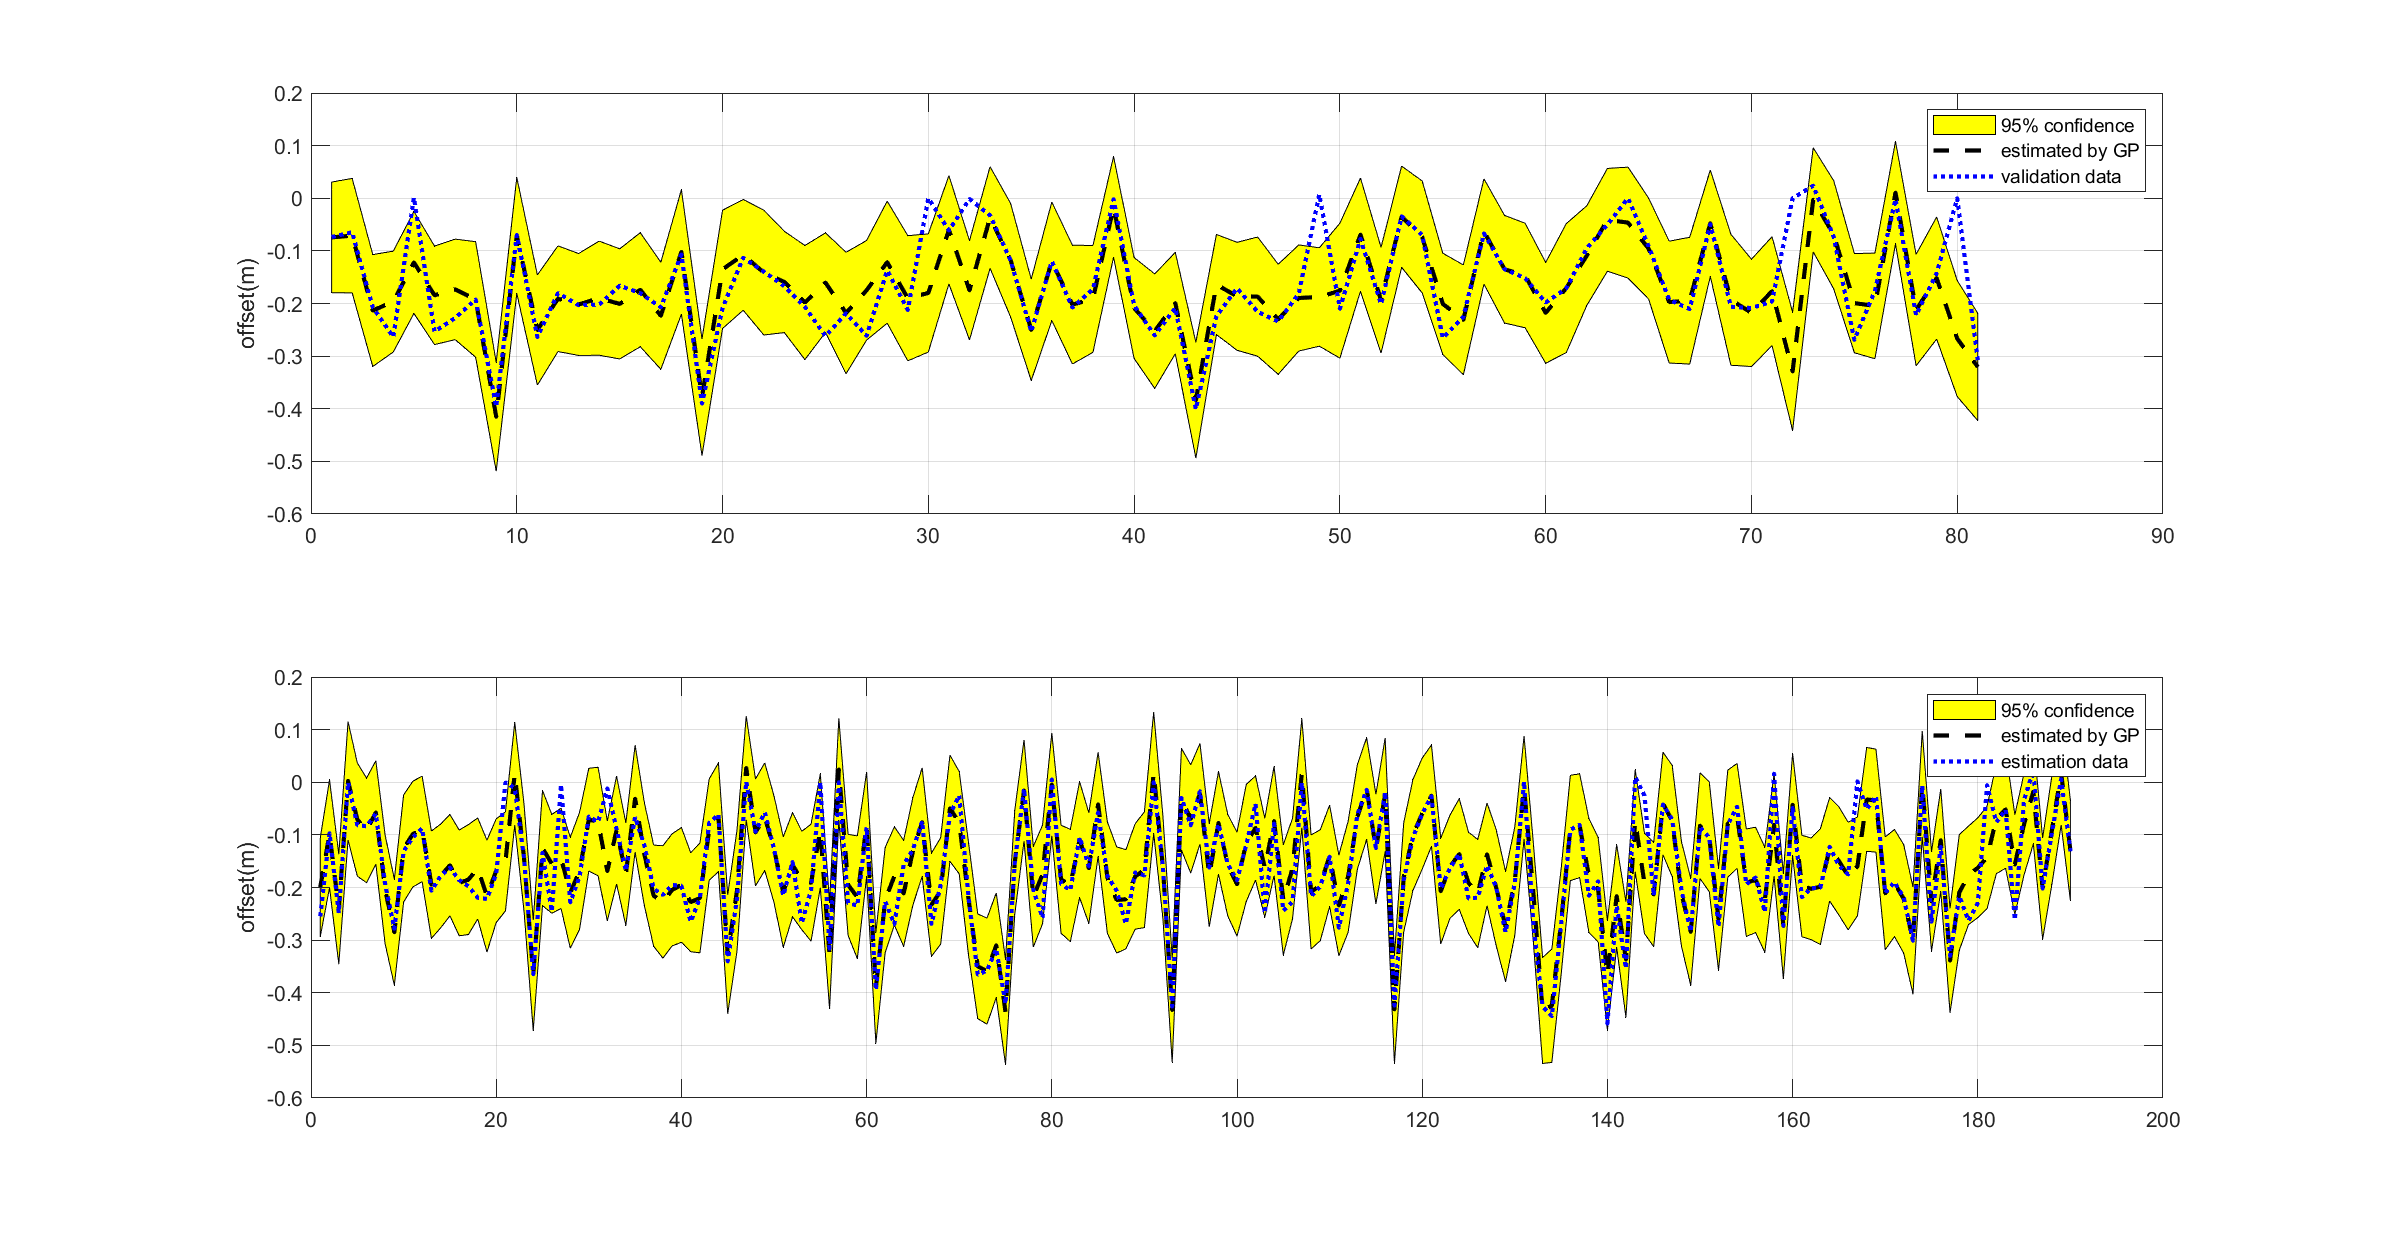 0.2
0.1
0
-0.1
-0.2
-0.3
-0.4
-0.5
-0.6
offset(m)
95% confidence
estimated by GP
validation data
0 10 20 30 40 50 60 70 80 90
0.2
0.1
0
-0.1
-0.2
-0.3
-0.4
-0.5
-0.6
offset(m)
95% confidence
estimated by GP
estimation data
0 20 40 60 80 100 120 140 160 180 200